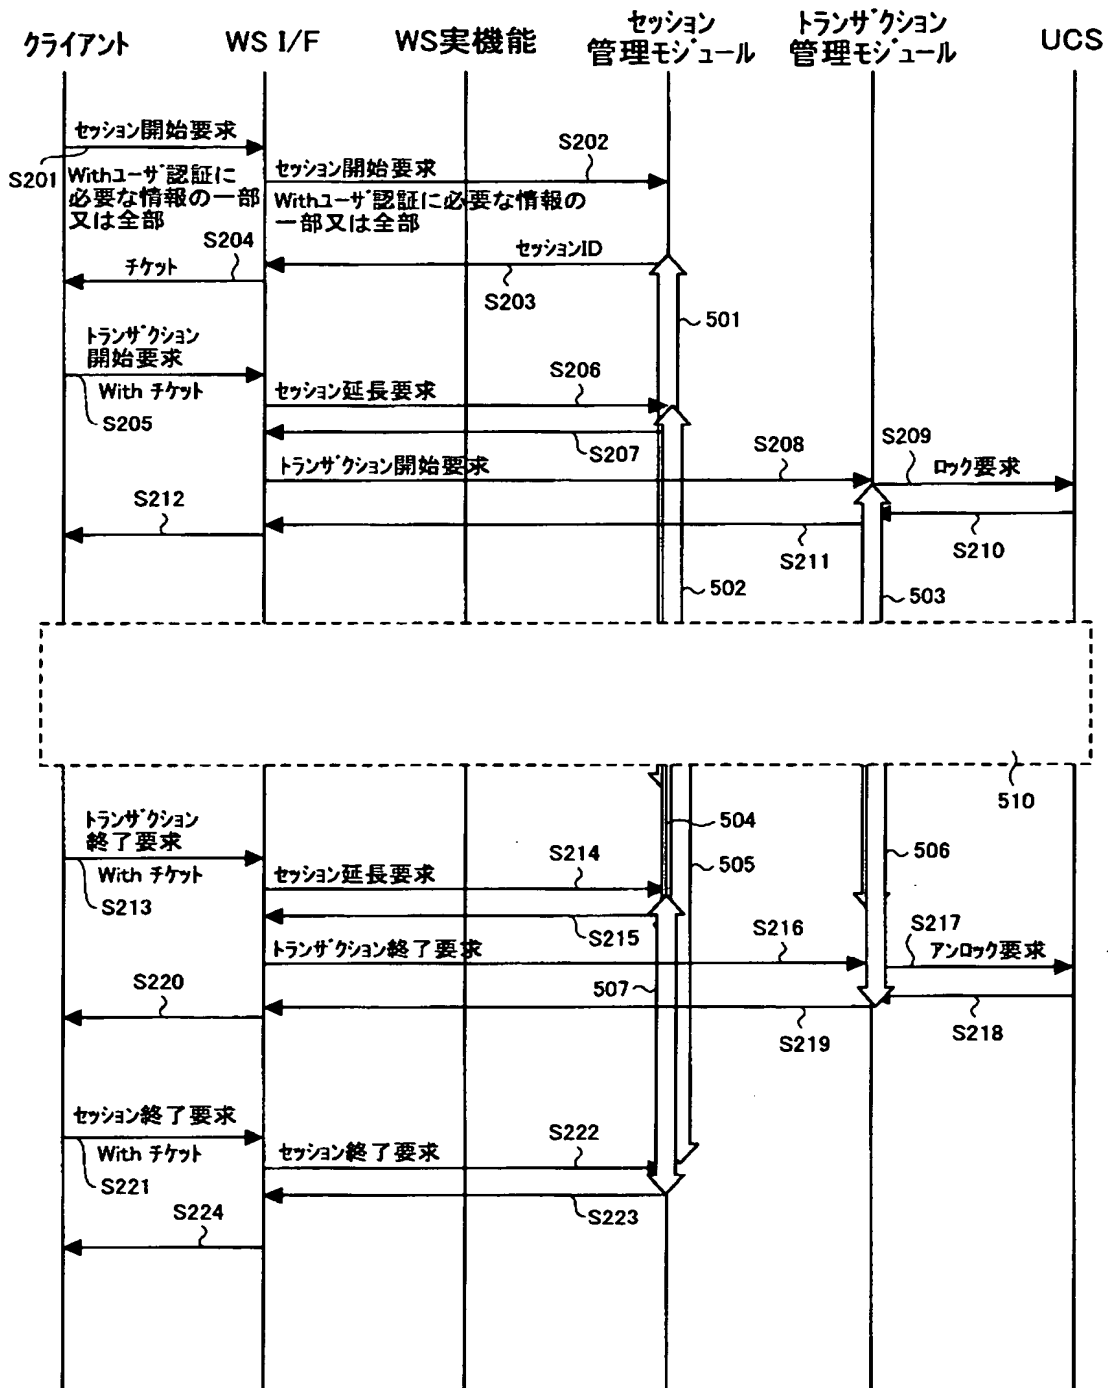 クライアント
WS I/F
WS実機能
セッション
管理モジュール
トランザクション
管理モジュール
UCS
セッション開始要求
S201
Withユーザ認証に
必要な情報の一部
又は全部
S202
セッション開始要求
Withユーザ認証に必要な情報の
一部又は全部
S204
チケット
セッションID
S203
501
トランザクション
開始要求
With チケット
S205
S206
セッション延長要求
S207
S208
トランザクション開始要求
S209
ロック要求
S212
S211
S210
502
503
510
504
505
506
トランザクション
終了要求
With チケット
S213
S214
セッション延長要求
S215
S216
トランザクション終了要求
S217
アンロック要求
S220
507
S219
S218
セッション終了要求
With チケット
S221
S222
セッション終了要求
S223
S224